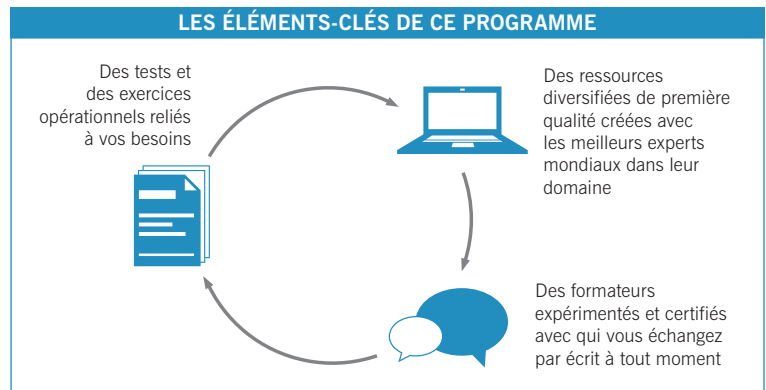 LES ÉLÉMENTS-CLÉS DE CE PROGRAMME
Des tests et
des exercices
opérationnels reliés
à vos besoins
Des ressources
diversifiées de première
qualité créées avec
les meilleurs experts
mondiaux dans leur
domaine
Des formateurs
expérimentés et certifiés
avec qui vous échangez
par écrit à tout moment